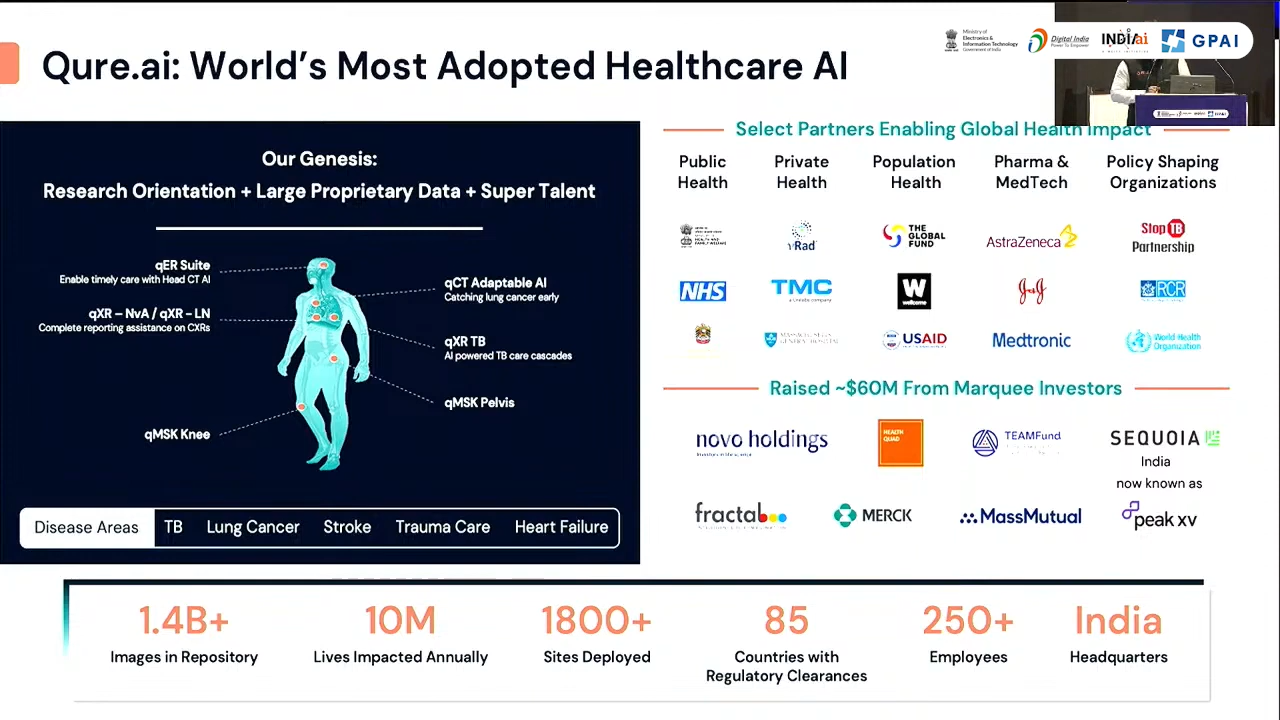 Qure.ai: World's Most Adopted Healthcare AI
Ministry of
Electronics &
Information Technology
Government of India
Digital India
Power To Empower
INDIAai
GPAI
Our Genesis:
Research Orientation + Large Proprietary Data + Super Talent
qER Suite
Enable timely care with Head CT AI
qXR – NvA / qXR - LN
Complete reporting assistance on CXRs
qMSK Knee
qCT Adaptable AI
Catching lung cancer early
qXR TB
AI powered TB care cascades
qMSK Pelvis
Disease Areas
TB
Lung Cancer
Stroke
Trauma Care
Heart Failure
Select Partners Enabling Global Health Impact
Public
Health
Private
Health
Population
Health
Pharma &
MedTech
Policy Shaping
Organizations
vRad
THE
GLOBAL
FUND
AstraZeneca
Stop TB
Partnership
NHS
TMC
W
wellcome
J&J
RCR
MASSACHUSETTS
GENERAL HOSPITAL
USAID
Medtronic
World Health
Organization
Raised ~$60M From Marquee Investors
novo holdings
HEALTH
QUAD
TEAMFund
SEQUOIA
India
now known as
fractal
MERCK
MassMutual
peak xv
1.4B+
Images in Repository
10M
Lives Impacted Annually
1800+
Sites Deployed
85
Countries with
Regulatory Clearances
250+
Employees
India
Headquarters